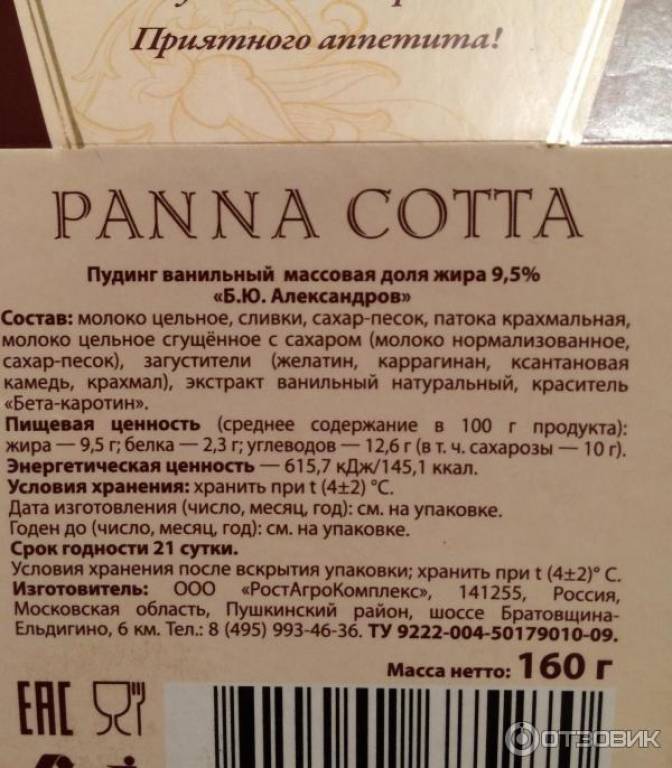 Приятного аппетита!
PANNA COTTA
Пудинг ванильный массовая доля жира 9,5%
«Б.Ю. Александров»
Состав: молоко цельное, сливки, сахар-песок, патока крахмальная,
молоко цельное сгущённое с сахаром (молоко нормализованное,
сахар-песок), загустители (желатин, каррагинан, ксантановая
камедь, крахмал), экстракт ванильный натуральный, краситель
«Бета-каротин».
Пищевая ценность (среднее содержание в 100 г продукта):
жира — 9,5 г; белка — 2,3 г; углеводов — 12,6 г (в т. ч. сахарозы — 10 г).
Энергетическая ценность — 615,7 кДж/145,1 ккал.
Условия хранения: хранить при t (4±2) °С.
Дата изготовления (число, месяц, год): см. на упаковке.
Годен до (число, месяц, год): см. на упаковке.
Срок годности 21 сутки.
Условия хранения после вскрытия упаковки; хранить при t (4±2)° С.
Изготовитель: ООО «РостАгроКомплекс», 141255, Россия,
Московская область, Пушкинский район, шоссе Братовщина-
Ельдигино, 6 км. Тел.: 8 (495) 993-46-36. ТУ 9222-004-50179010-09.
Масса нетто: 160 г
EAC
ОТЗОВИК